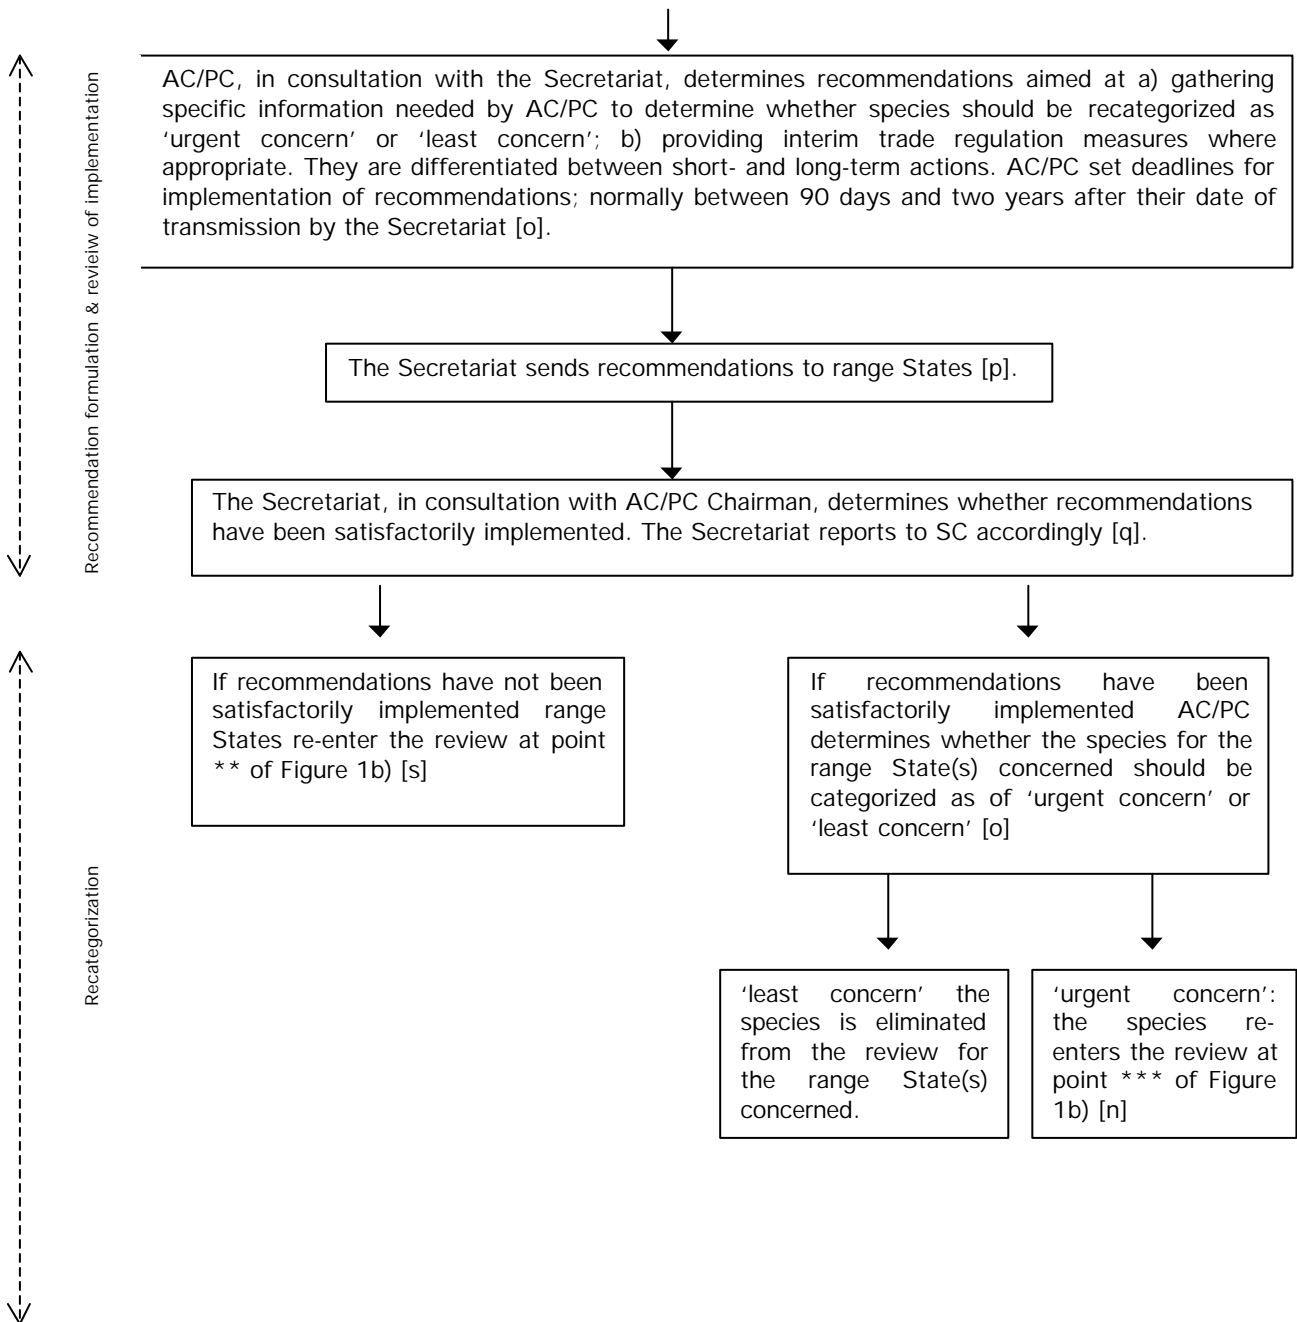 Recommendation formulation & reveiw of implementation
AC/PC, in consultation with the Secretariat, determines recommendations aimed at a) gathering
specific information needed by AC/PC to determine whether species should be recategorized as
‘urgent concern’ or ‘least concern’; b) providing interim trade regulation measures where
appropriate. They are differentiated between short- and long-term actions. AC/PC set deadlines for
implementation of recommendations; normally between 90 days and two years after their date of
transmission by the Secretariat [o].
The Secretariat sends recommendations to range States [p].
The Secretariat, in consultation with AC/PC Chairman, determines whether recommendations
have been satisfactorily implemented. The Secretariat reports to SC accordingly [q].
Recategorization
If recommendations have not been
satisfactorily implemented range
States re-enter the review at point
** of Figure 1b) [s]
If recommendations have been
satisfactorily implemented AC/PC
determines whether the species for the
range State(s) concerned should be
categorized as of ‘urgent concern’ or
‘least concern’ [o]
‘least concern’ the
species is eliminated
from the review for
the range State(s)
concerned.
‘urgent concern’:
the species re-
enters the review at
point *** of Figure
1b) [n]